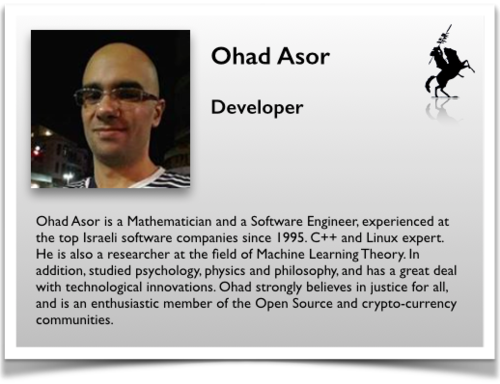 Ohad Asor
Developer
Ohad Asor is a Mathematician and a Software Engineer, experienced at
the top Israeli software companies since 1995. C++ and Linux expert.
He is also a researcher at the field of Machine Learning Theory. In
addition, studied psychology, physics and philosophy, and has a great deal
with technological innovations. Ohad strongly believes in justice for all,
and is an enthusiastic member of the Open Source and crypto-currency
communities.